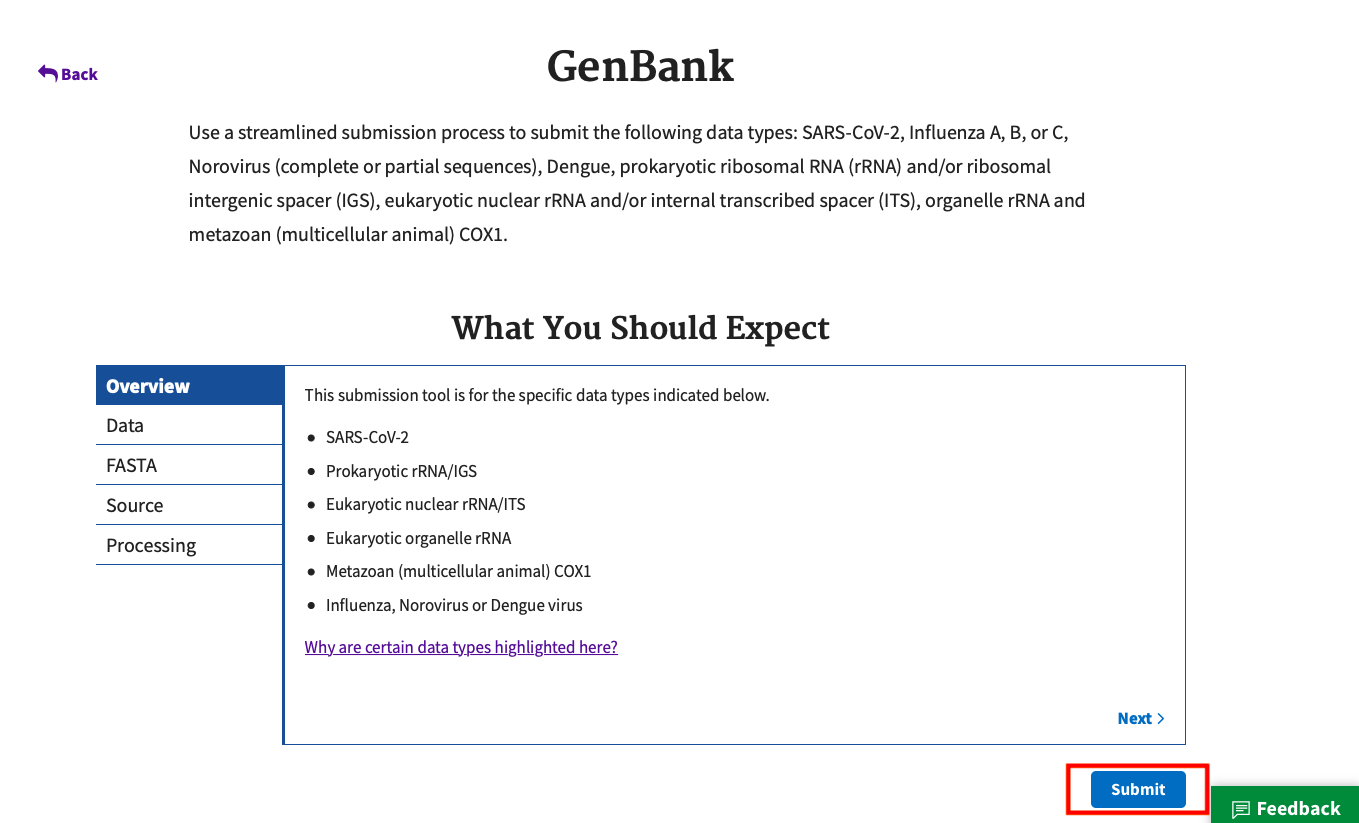 Back
GenBank
Use a streamlined submission process to submit the following data types: SARS-CoV-2, Influenza A, B, or C,
Norovirus (complete or partial sequences), Dengue, prokaryotic ribosomal RNA (rRNA) and/or ribosomal
intergenic spacer (IGS), eukaryotic nuclear rRNA and/or internal transcribed spacer (ITS), organelle rRNA and
metazoan (multicellular animal) COX1.
What You Should Expect
Overview
Data
FASTA
Source
Processing
This submission tool is for the specific data types indicated below.
● SARS-CoV-2
● Prokaryotic rRNA/IGS
● Eukaryotic nuclear rRNA/ITS
● Eukaryotic organelle rRNA
● Metazoan (multicellular animal) COX1
● Influenza, Norovirus or Dengue virus
Why are certain data types highlighted here?
Next >
Submit
Feedback